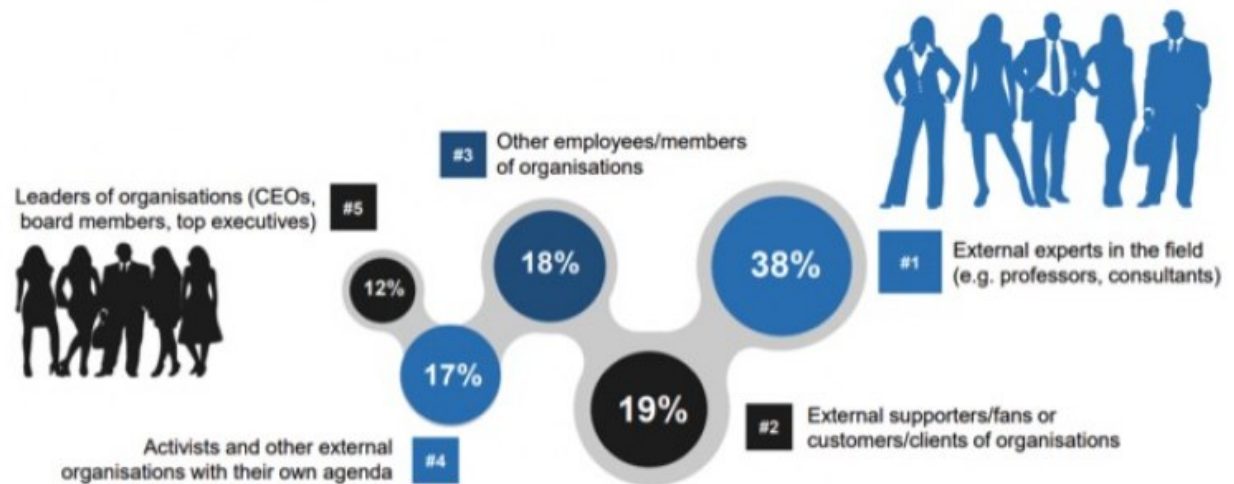 #3
Other employees/members
of organisations
Leaders of organisations (CEOs,
board members, top executives)
#5
12%
18%
38%
#1
External experts in the field
(e.g. professors, consultants)
17%
19%
#2
External supporters/fans or
customers/clients of organisations
Activists and other external
organisations with their own agenda
#4